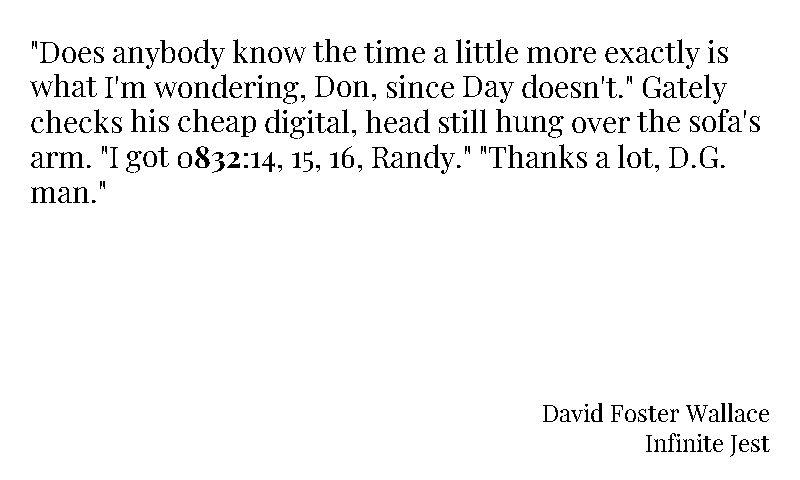 "Does anybody know the time a little more exactly is
what I'm wondering, Don, since Day doesn't." Gately
checks his cheap digital, head still hung over the sofa's
arm. "I got 0832:14, 15, 16, Randy." "Thanks a lot, D.G.
man."
David Foster Wallace
Infinite Jest